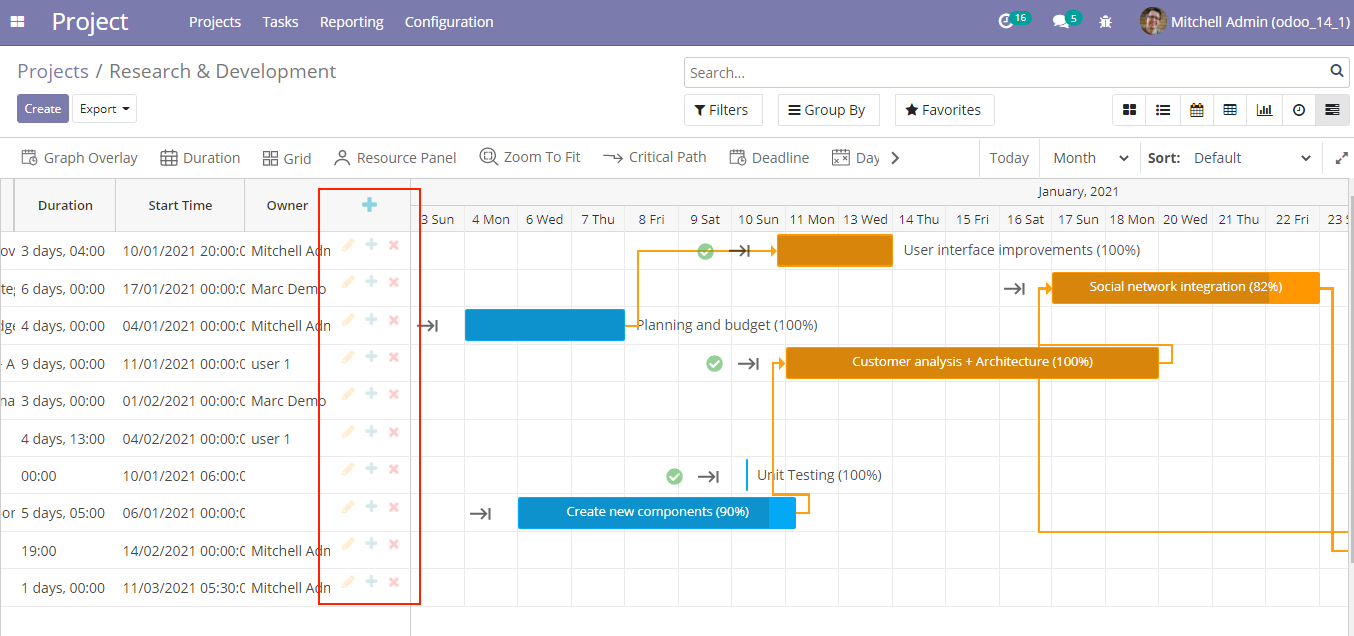 Project Projects Tasks Reporting Configuration 16 5 Mitchell Admin (odoo_14_1)
Projects / Research & Development Search...
Create Export Filters Group By Favorites
Graph Overlay Duration Grid Resource Panel Zoom To Fit Critical Path Deadline Day Today Month Sort: Default
Duration Start Time Owner January, 2021
3 Sun 4 Mon 6 Wed 7 Thu 8 Fri 9 Sat 10 Sun 11 Mon 13 Wed 14 Thu 15 Fri 16 Sat 17 Sun 18 Mon 20 Wed 21 Thu 22 Fri 23 S
ov 3 days, 04:00 10/01/2021 20:00:0 Mitchell Adn User interface improvements (100%)
teg 6 days, 00:00 17/01/2021 00:00:0 Marc Demo Social network integration (82%)
dge 4 days, 00:00 04/01/2021 00:00:0 Mitchell Adn Planning and budget (100%)
- A 9 days, 00:00 11/01/2021 00:00:0 user 1 Customer analysis + Architecture (100%)
na 3 days, 00:00 01/02/2021 00:00:0 Marc Demo
4 days, 13:00 04/02/2021 00:00:0 user 1
00:00 10/01/2021 06:00:0 Unit Testing (100%)
or 5 days, 05:00 06/01/2021 00:00:0 Create new components (90%)
19:00 14/02/2021 00:00:0 Mitchell Adn
1 days, 00:00 11/03/2021 05:30:0 Mitchell Adn